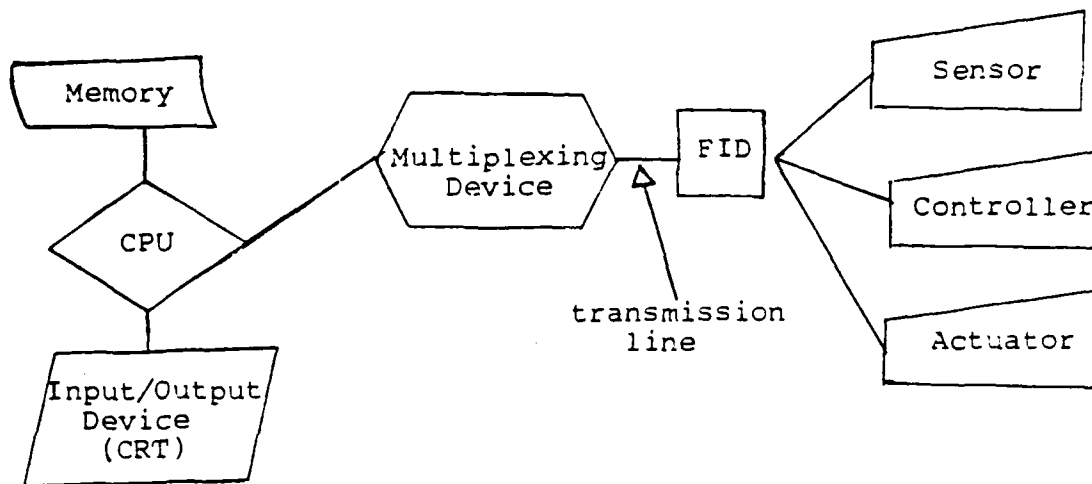 Memory
CPU
Input/Output
Device
(CRT)
Multiplexing
Device
transmission
line
FID
Sensor
Controller
Actuator